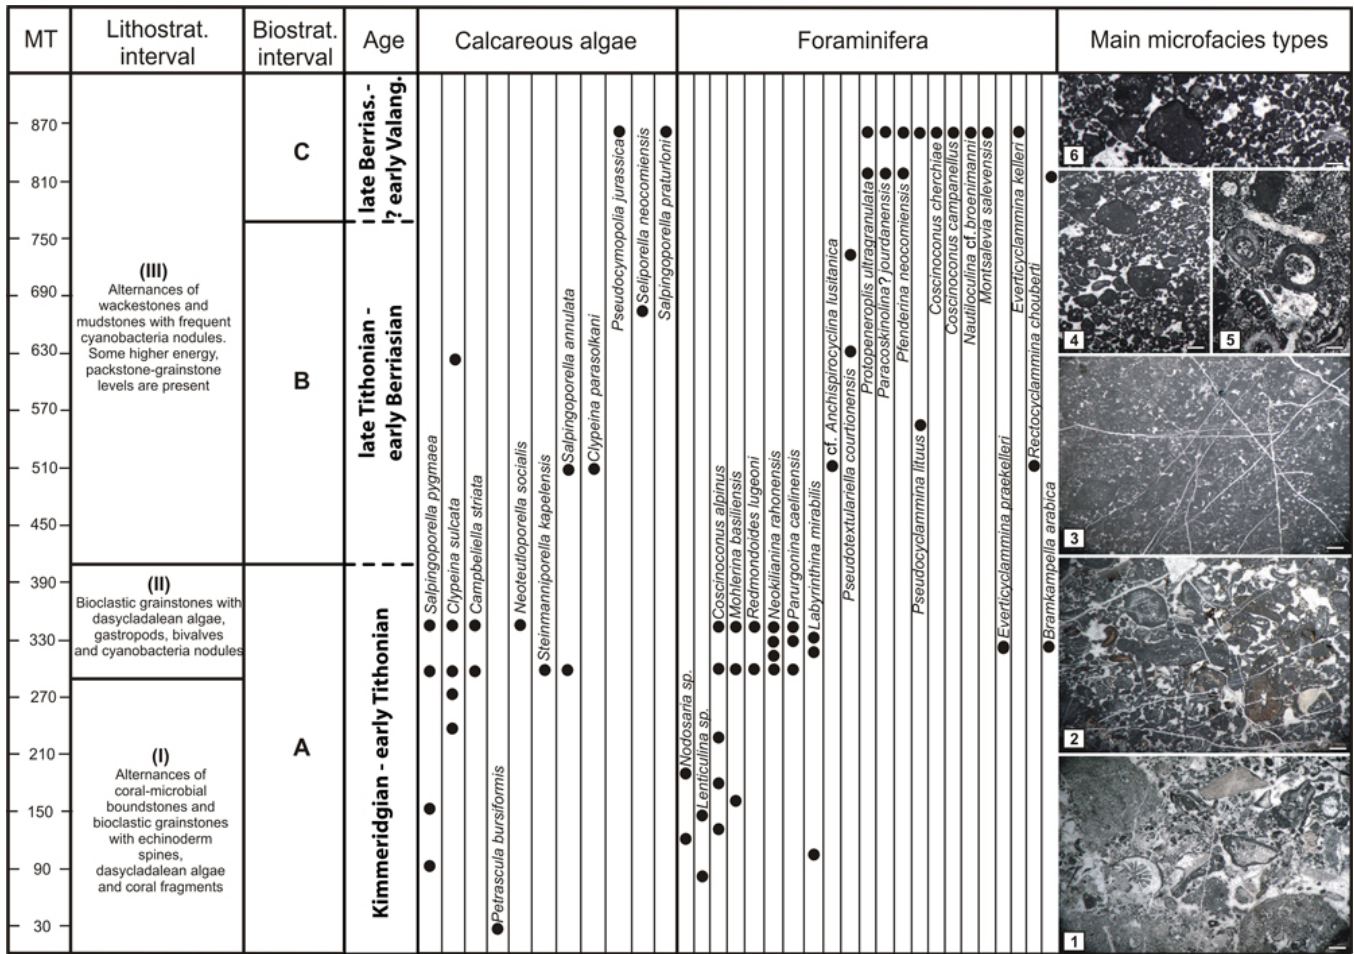 MT
Lithostrat.
interval
Biostrat.
interval
Age
Calcareous algae
Foraminifera
Main microfacies types
870
810
750
690
630
570
510
450
390
330
270
210
150
90
30
(III)
Alternances of
wackestones and
mudstones with frequent
cyanobacteria nodules.
Some higher energy,
packstone-grainstone
levels are present
(II)
Bioclastic grainstones with
dasycladalean algae,
gastropods, bivalves
and cyanobacteria nodules
(I)
Alternances of
coral-microbial
boundstones and
bioclastic grainstones
with echinoderm
spines,
dasycladalean algae
and coral fragments
C
B
A
late Berrias. -
? early Valang.
late Tithonian -
early Berriasian
Kimmeridgian - early Tithonian
Salpingoporella pygmaea
Clypeina sulcata
Campbeliella striata
Petrascula bursiformis
Neoteutloporella socialis
Steinmanniporella kapelensis
Salpingoporella annulata
Clypeina parasolkani
Pseudocymopolia jurassica
Seliporella neocomiensis
Salpingoporella praturloni
Nodosaria sp.
Lenticulina sp.
Coscinoconus alpinus
Mohlerina basiliensis
Redmondoides lugeoni
Neokilianina rahonensis
Parurgonina caelinensis
Labyrinthina mirabilis
cf. Anchispirocyclina lusitanica
Pseudotextulariella courtionensis
Protopeneroplis ultragranulata
Paracoskinolina? jourdanensis
Pfenderina neocomiensis
Pseudocyclammina lituus
Coscinoconus cherchiae
Coscinoconus campanellus
Nautiloculina cf. broenimanni
Montsalevia salevensis
Everticyclammina praekelleri
Everticyclammina kelleri
Rectocyclammina chouberti
Bramkampella arabica
6
4
5
3
2
1